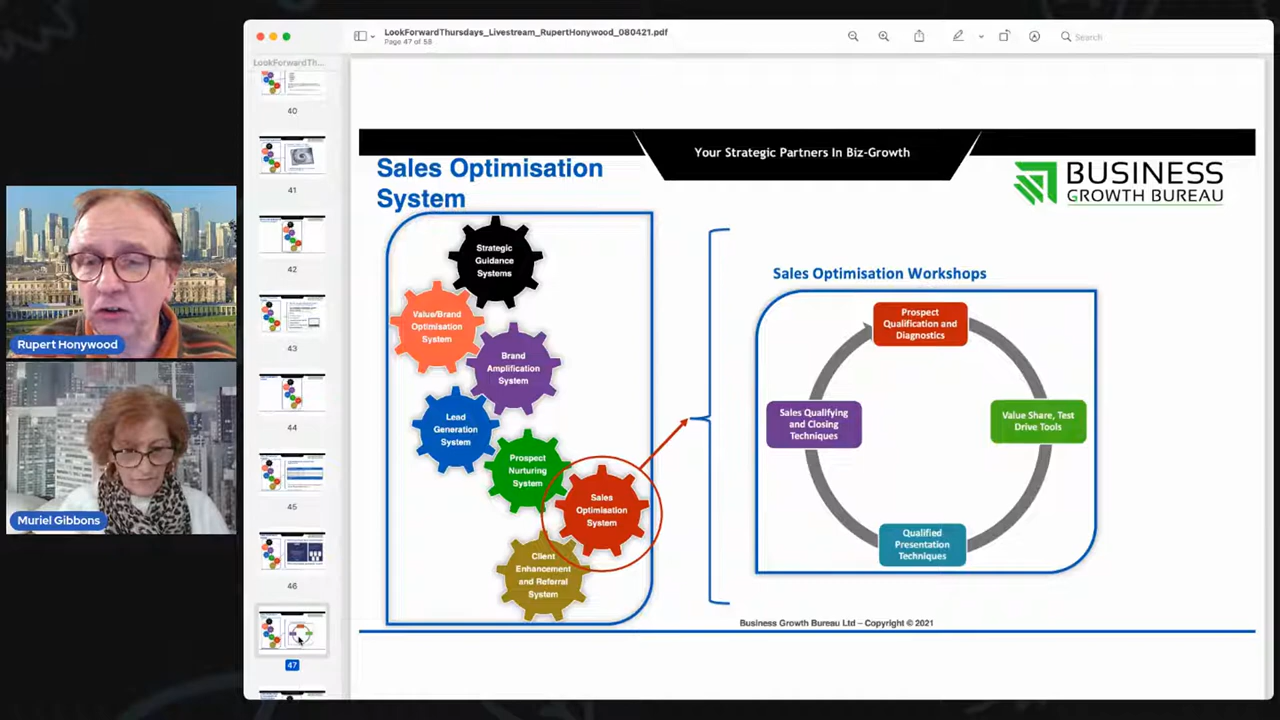 LookForwardThursdays_Livestream_RupertHonywood_080421.pdf
Page 47 of 58
Search
LookForwardTh...
40
41
42
43
44
45
46
47
Rupert Honywood
Muriel Gibbons
Your Strategic Partners In Biz-Growth
Sales Optimisation
System
BUSINESS
GROWTH BUREAU
Strategic
Guidance
Systems
Value/Brand
Optimisation
System
Brand
Amplification
System
Lead
Generation
System
Prospect
Nurturing
System
Sales
Optimisation
System
Client
Enhancement
and Referral
System
Sales Optimisation Workshops
Prospect
Qualification and
Diagnostics
Value Share, Test
Drive Tools
Qualified
Presentation
Techniques
Sales Qualifying
and Closing
Techniques
Business Growth Bureau Ltd – Copyright © 2021